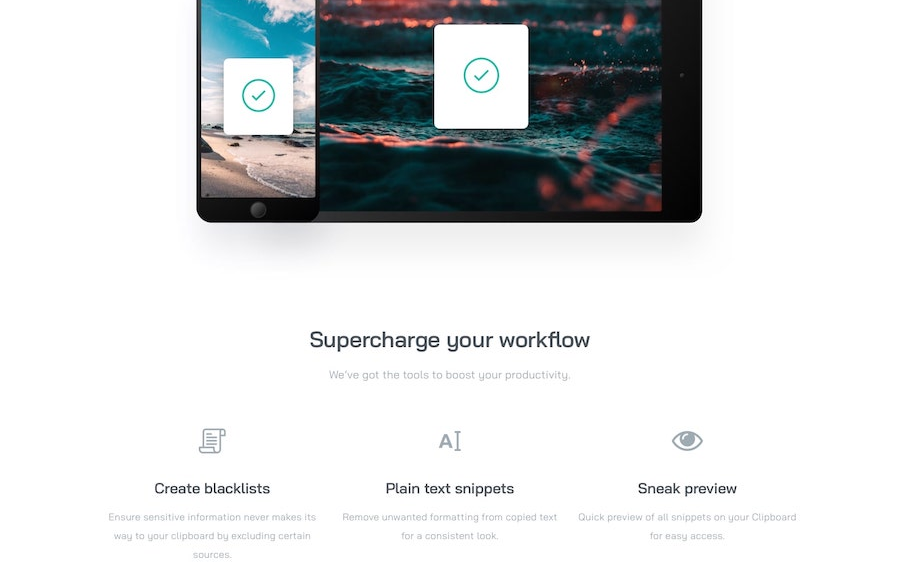 Supercharge your workflow
We've got the tools to boost your productivity.
Create blacklists
Ensure sensitive information never makes its
way to your clipboard by excluding certain
sources.
AI
Plain text snippets
Remove unwanted formatting from copied text
for a consistent look.
Sneak preview
Quick preview of all snippets on your Clipboard
for easy access.